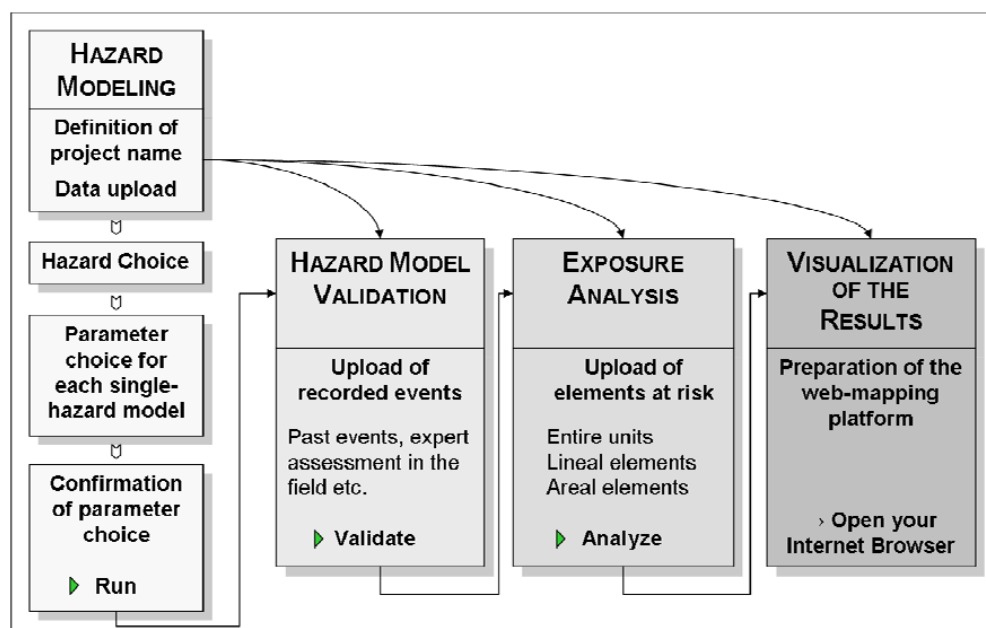 HAZARD
MODELING
Definition of
project name
Data upload
Hazard Choice
Parameter
choice for
each single-
hazard model
Confirmation
of parameter
choice
Run
HAZARD MODEL
VALIDATION
Upload of
recorded events
Past events, expert
assessment in the
field etc.
Validate
EXPOSURE
ANALYSIS
Upload of
elements at risk
Entire units
Lineal elements
Areal elements
Analyze
VISUALIZATION
OF THE
RESULTS
Preparation of the
web-mapping
platform
› Open your
Internet Browser